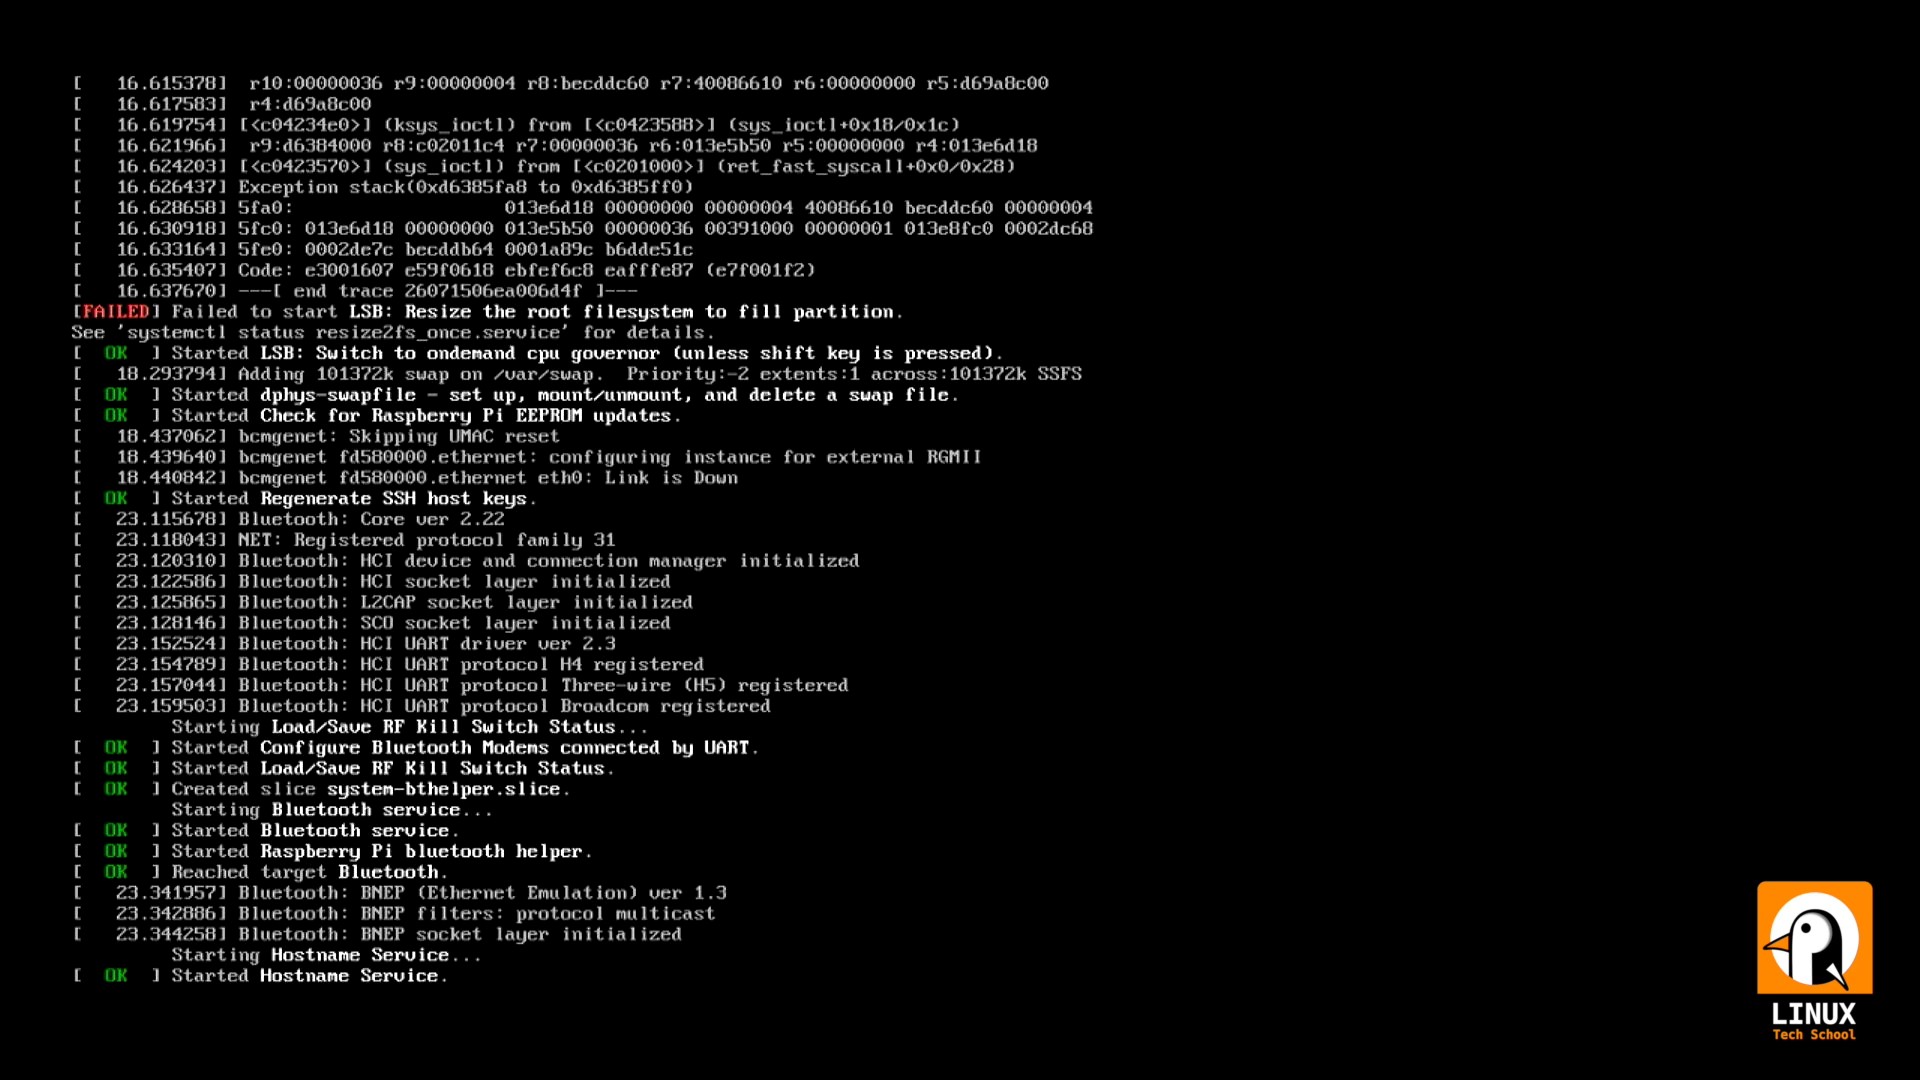 [   16.615378]  r10:00000036 r9:00000004 r8:becddc60 r7:40086610 r6:00000000 r5:d69a8c00
[   16.617583]  r4:d69a8c00
[   16.619754] [<c04234e0>] (ksys_ioctl) from [<c0423588>] (sys_ioctl+0x18/0x1c)
[   16.621966]  r9:d6384000 r8:c02011c4 r7:00000036 r6:013e5b50 r5:00000000 r4:013e6d18
[   16.624203] [<c0423570>] (sys_ioctl) from [<c0201000>] (ret_fast_syscall+0x0/0x28)
[   16.626437] Exception stack(0xd6385fa8 to 0xd6385ff0)
[   16.628658] 5fa0:                   013e6d18 00000000 00000004 40086610 becddc60 00000004
[   16.630918] 5fc0: 013e6d18 00000000 013e5b50 00000036 00391000 00000001 013e8fc0 0002dc68
[   16.633164] 5fe0: 0002de7c becddb64 0001a89c b6dde51c
[   16.635407] Code: e3001607 e59f0618 ebfef6c8 eafffe87 (e7f001f2)
[   16.637670] ---[ end trace 26071506ea006d4f ]---
[FAILED] Failed to start LSB: Resize the root filesystem to fill partition.
See 'systemctl status resize2fs_once.service' for details.
[  OK  ] Started LSB: Switch to ondemand cpu governor (unless shift key is pressed).
[   18.293794] Adding 101372k swap on /var/swap.  Priority:-2 extents:1 across:101372k SSFS
[  OK  ] Started dphys-swapfile - set up, mount/unmount, and delete a swap file.
[  OK  ] Started Check for Raspberry Pi EEPROM updates.
[   18.437062] bcmgenet: Skipping UMAC reset
[   18.439640] bcmgenet fd580000.ethernet: configuring instance for external RGMII
[   18.440842] bcmgenet fd580000.ethernet eth0: Link is Down
[  OK  ] Started Regenerate SSH host keys.
[   23.115678] Bluetooth: Core ver 2.22
[   23.118043] NET: Registered protocol family 31
[   23.120310] Bluetooth: HCI device and connection manager initialized
[   23.122586] Bluetooth: HCI socket layer initialized
[   23.125865] Bluetooth: L2CAP socket layer initialized
[   23.128146] Bluetooth: SCO socket layer initialized
[   23.152524] Bluetooth: HCI UART driver ver 2.3
[   23.154789] Bluetooth: HCI UART protocol H4 registered
[   23.157044] Bluetooth: HCI UART protocol Three-wire (H5) registered
[   23.159503] Bluetooth: HCI UART protocol Broadcom registered
         Starting Load/Save RF Kill Switch Status...
[  OK  ] Started Configure Bluetooth Modems connected by UART.
[  OK  ] Started Load/Save RF Kill Switch Status.
[  OK  ] Created slice system-bthelper.slice.
         Starting Bluetooth service...
[  OK  ] Started Bluetooth service.
[  OK  ] Started Raspberry Pi bluetooth helper.
[  OK  ] Reached target Bluetooth.
[   23.341957] Bluetooth: BNEP (Ethernet Emulation) ver 1.3
[   23.342886] Bluetooth: BNEP filters: protocol multicast
[   23.344258] Bluetooth: BNEP socket layer initialized
         Starting Hostname Service...
[  OK  ] Started Hostname Service.
LINUX
Tech School